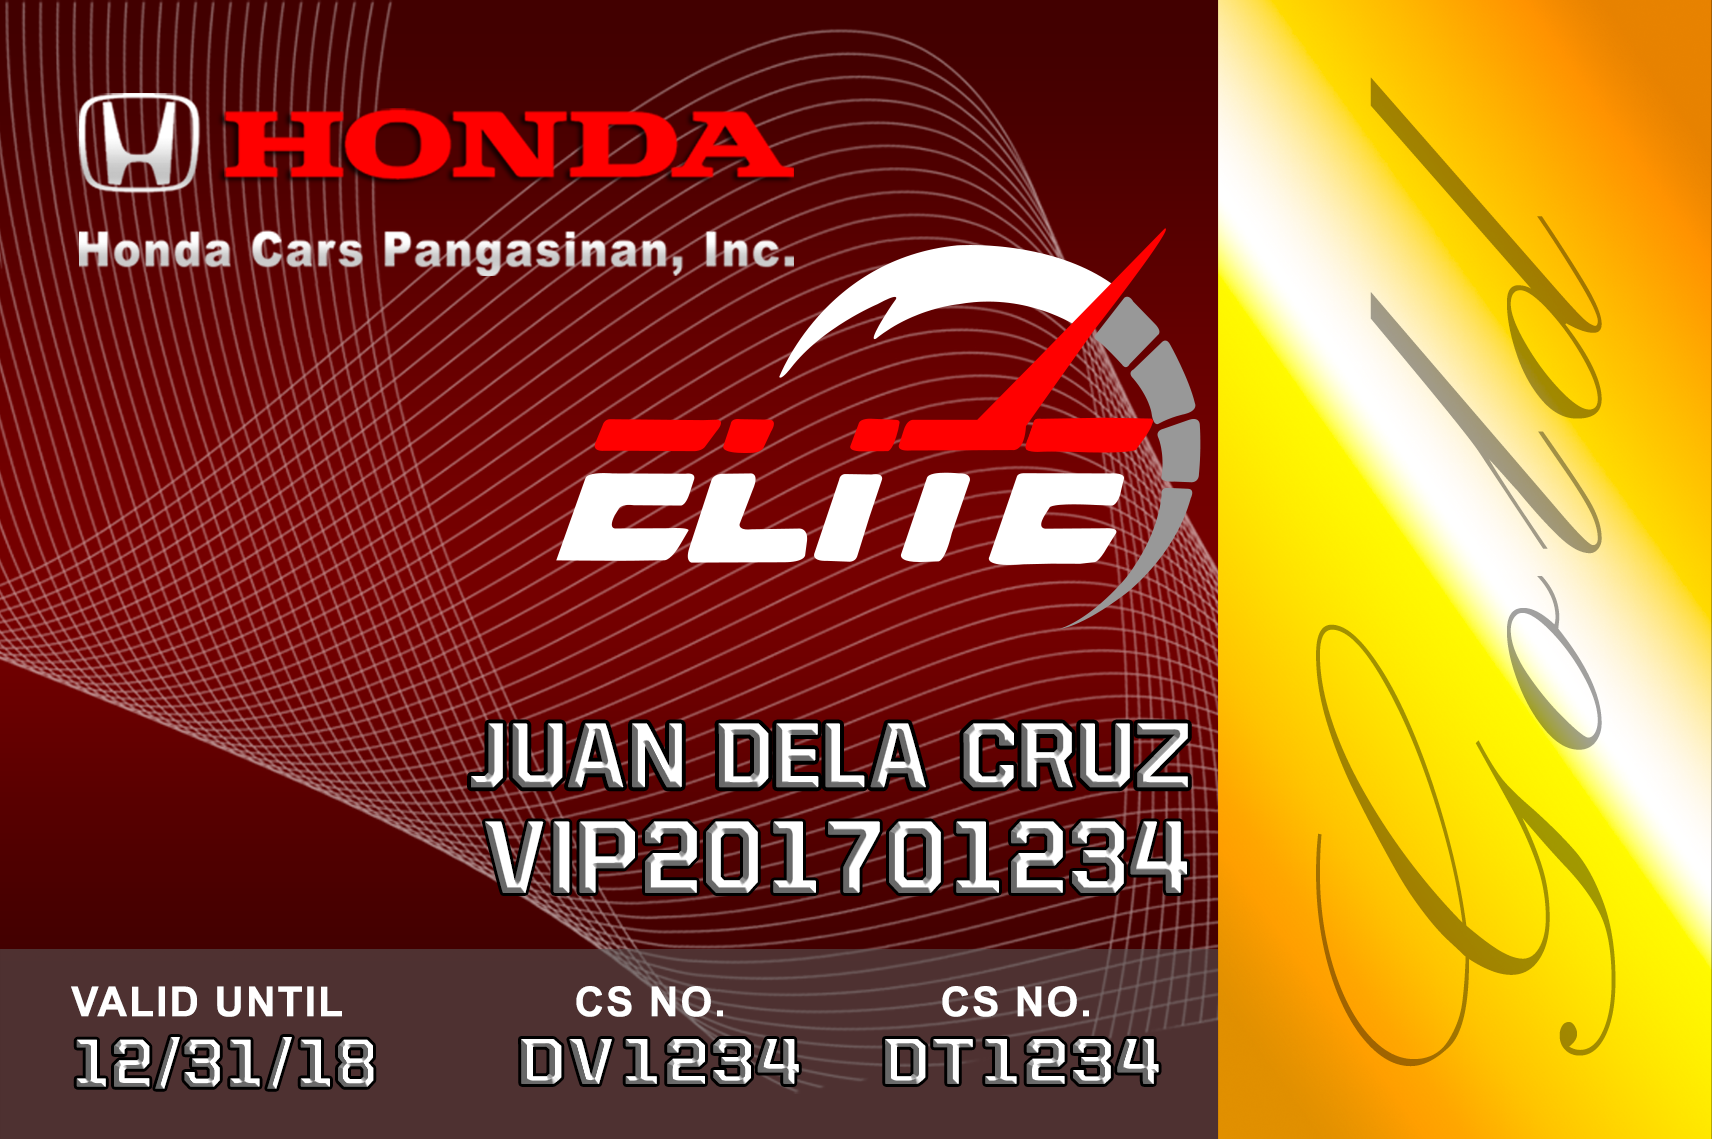 HONDA
Honda Cars Pangasinan, Inc.
ELITE
JUAN DELA CRUZ
VIP201701234
VALID UNTIL
12/31/18
CS NO.
DV1234
CS NO.
DT1234
Gold